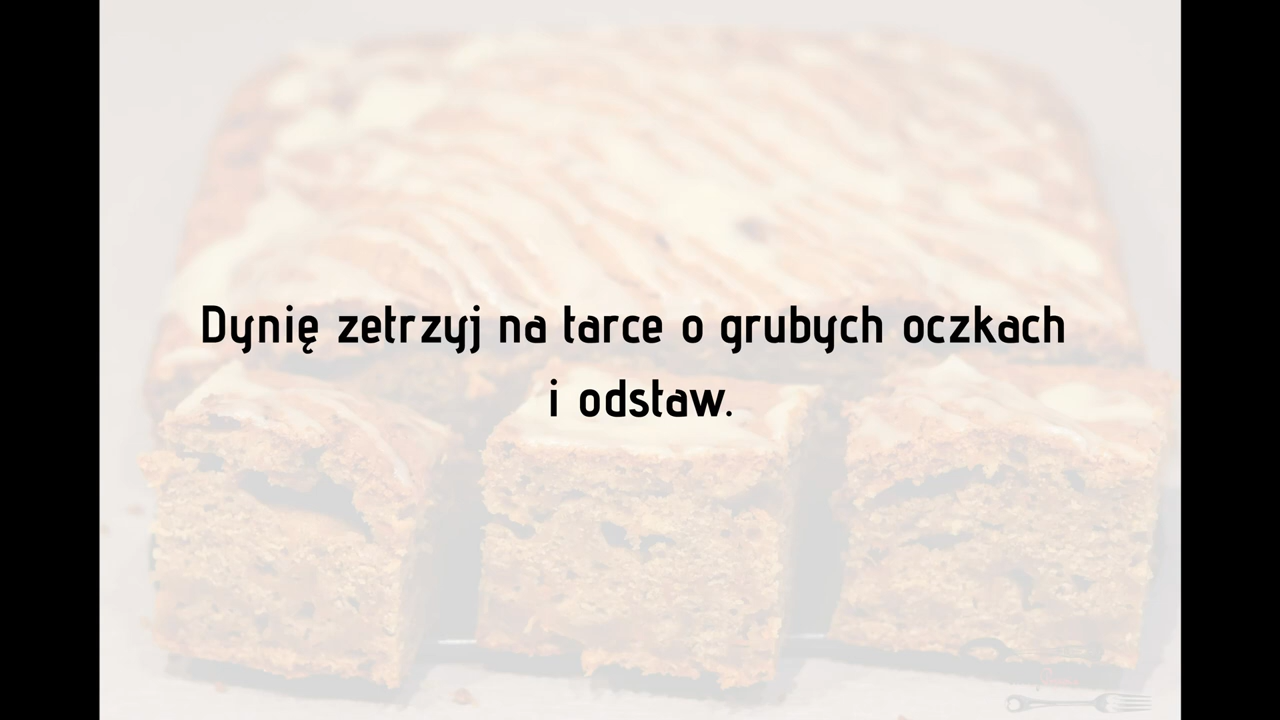 Dynię zetrzyj na tarce o grubych oczkach
i odstaw.